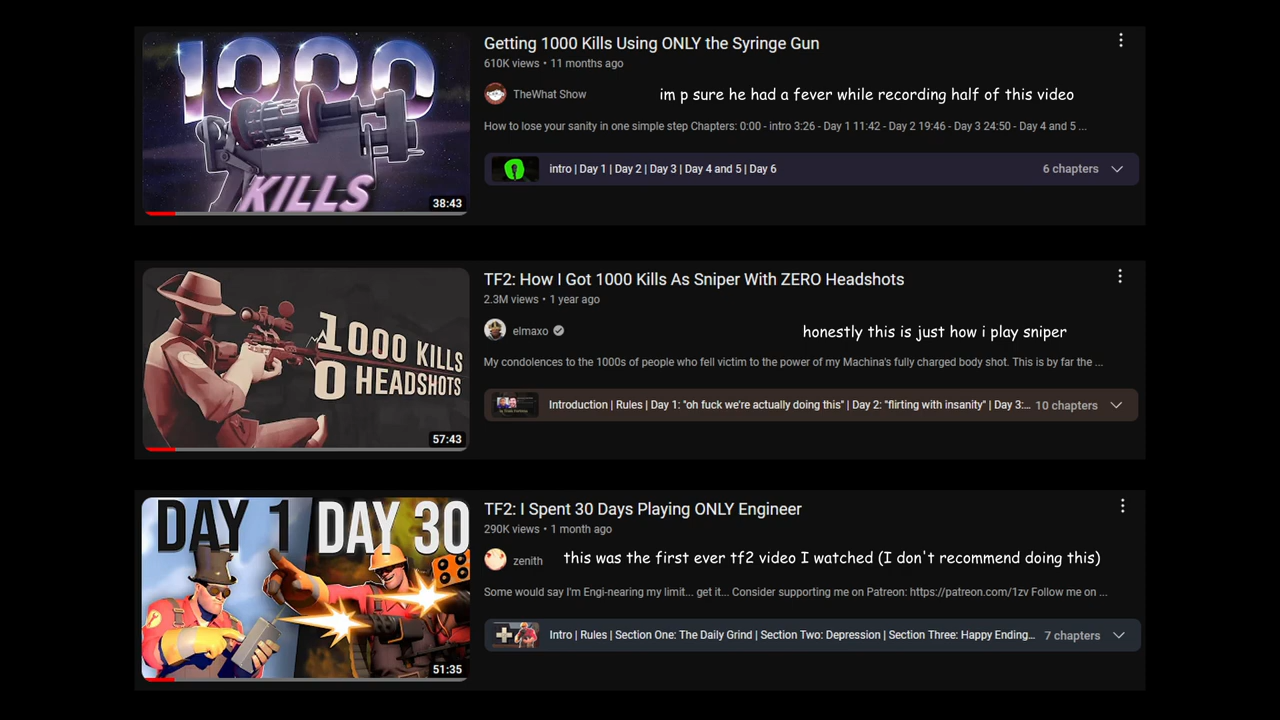 1000
KILLS
38:43
Getting 1000 Kills Using ONLY the Syringe Gun
610K views • 11 months ago
TheWhat Show
im p sure he had a fever while recording half of this video
How to lose your sanity in one simple step Chapters: 0:00 - intro 3:26 - Day 1 11:42 - Day 2 19:46 - Day 3 24:50 - Day 4 and 5 ...
intro | Day 1 | Day 2 | Day 3 | Day 4 and 5 | Day 6
6 chapters
1000 KILLS
0 HEADSHOTS
57:43
TF2: How I Got 1000 Kills As Sniper With ZERO Headshots
2.3M views • 1 year ago
elmaxo
honestly this is just how i play sniper
My condolences to the 1000s of people who fell victim to the power of my Machina's fully charged body shot. This is by far the ...
Introduction | Rules | Day 1: "oh fuck we're actually doing this" | Day 2: "flirting with insanity" | Day 3:...
10 chapters
DAY 1
DAY 30
51:35
TF2: I Spent 30 Days Playing ONLY Engineer
290K views • 1 month ago
zenith
this was the first ever tf2 video I watched (I don't recommend doing this)
Some would say I'm Engi-nearing my limit... get it... Consider supporting me on Patreon: https://patreon.com/1zv Follow me on ...
Intro | Rules | Section One: The Daily Grind | Section Two: Depression | Section Three: Happy Ending...
7 chapters